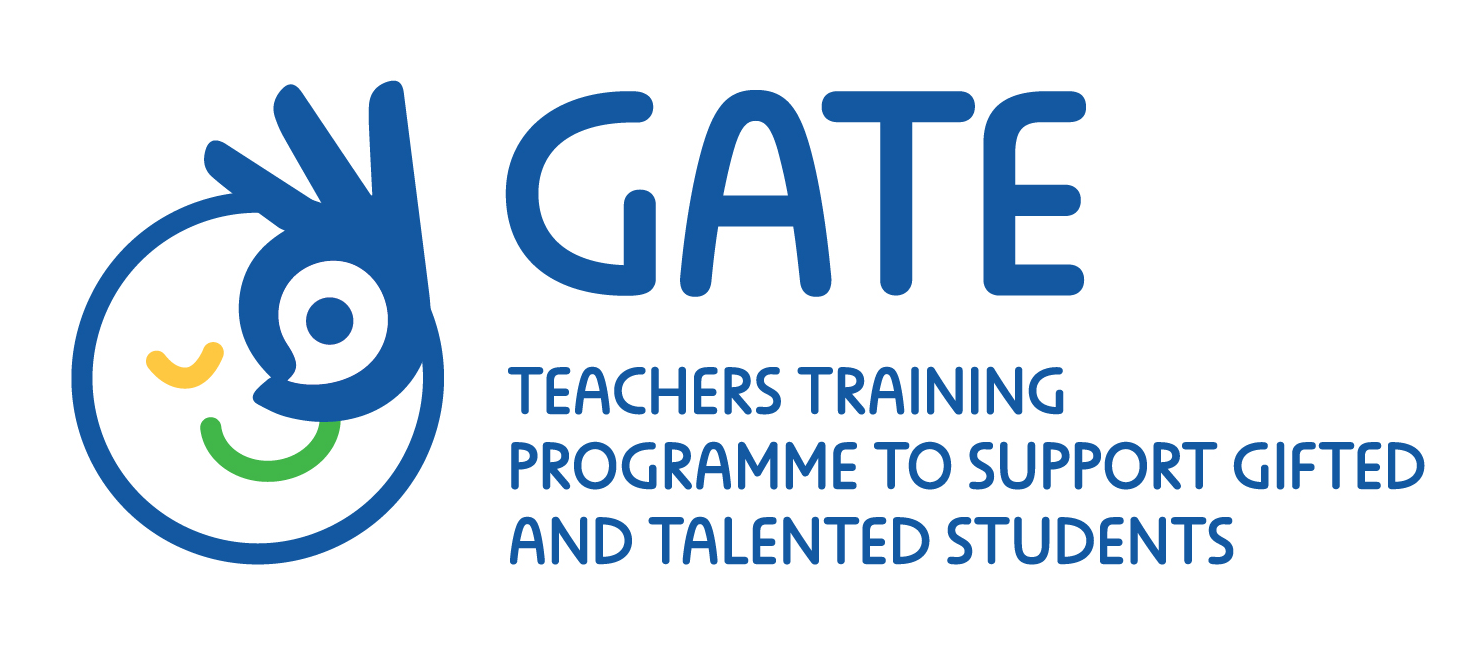 GATE
TEACHERS TRAINING
PROGRAMME TO SUPPORT GIFTED
AND TALENTED STUDENTS